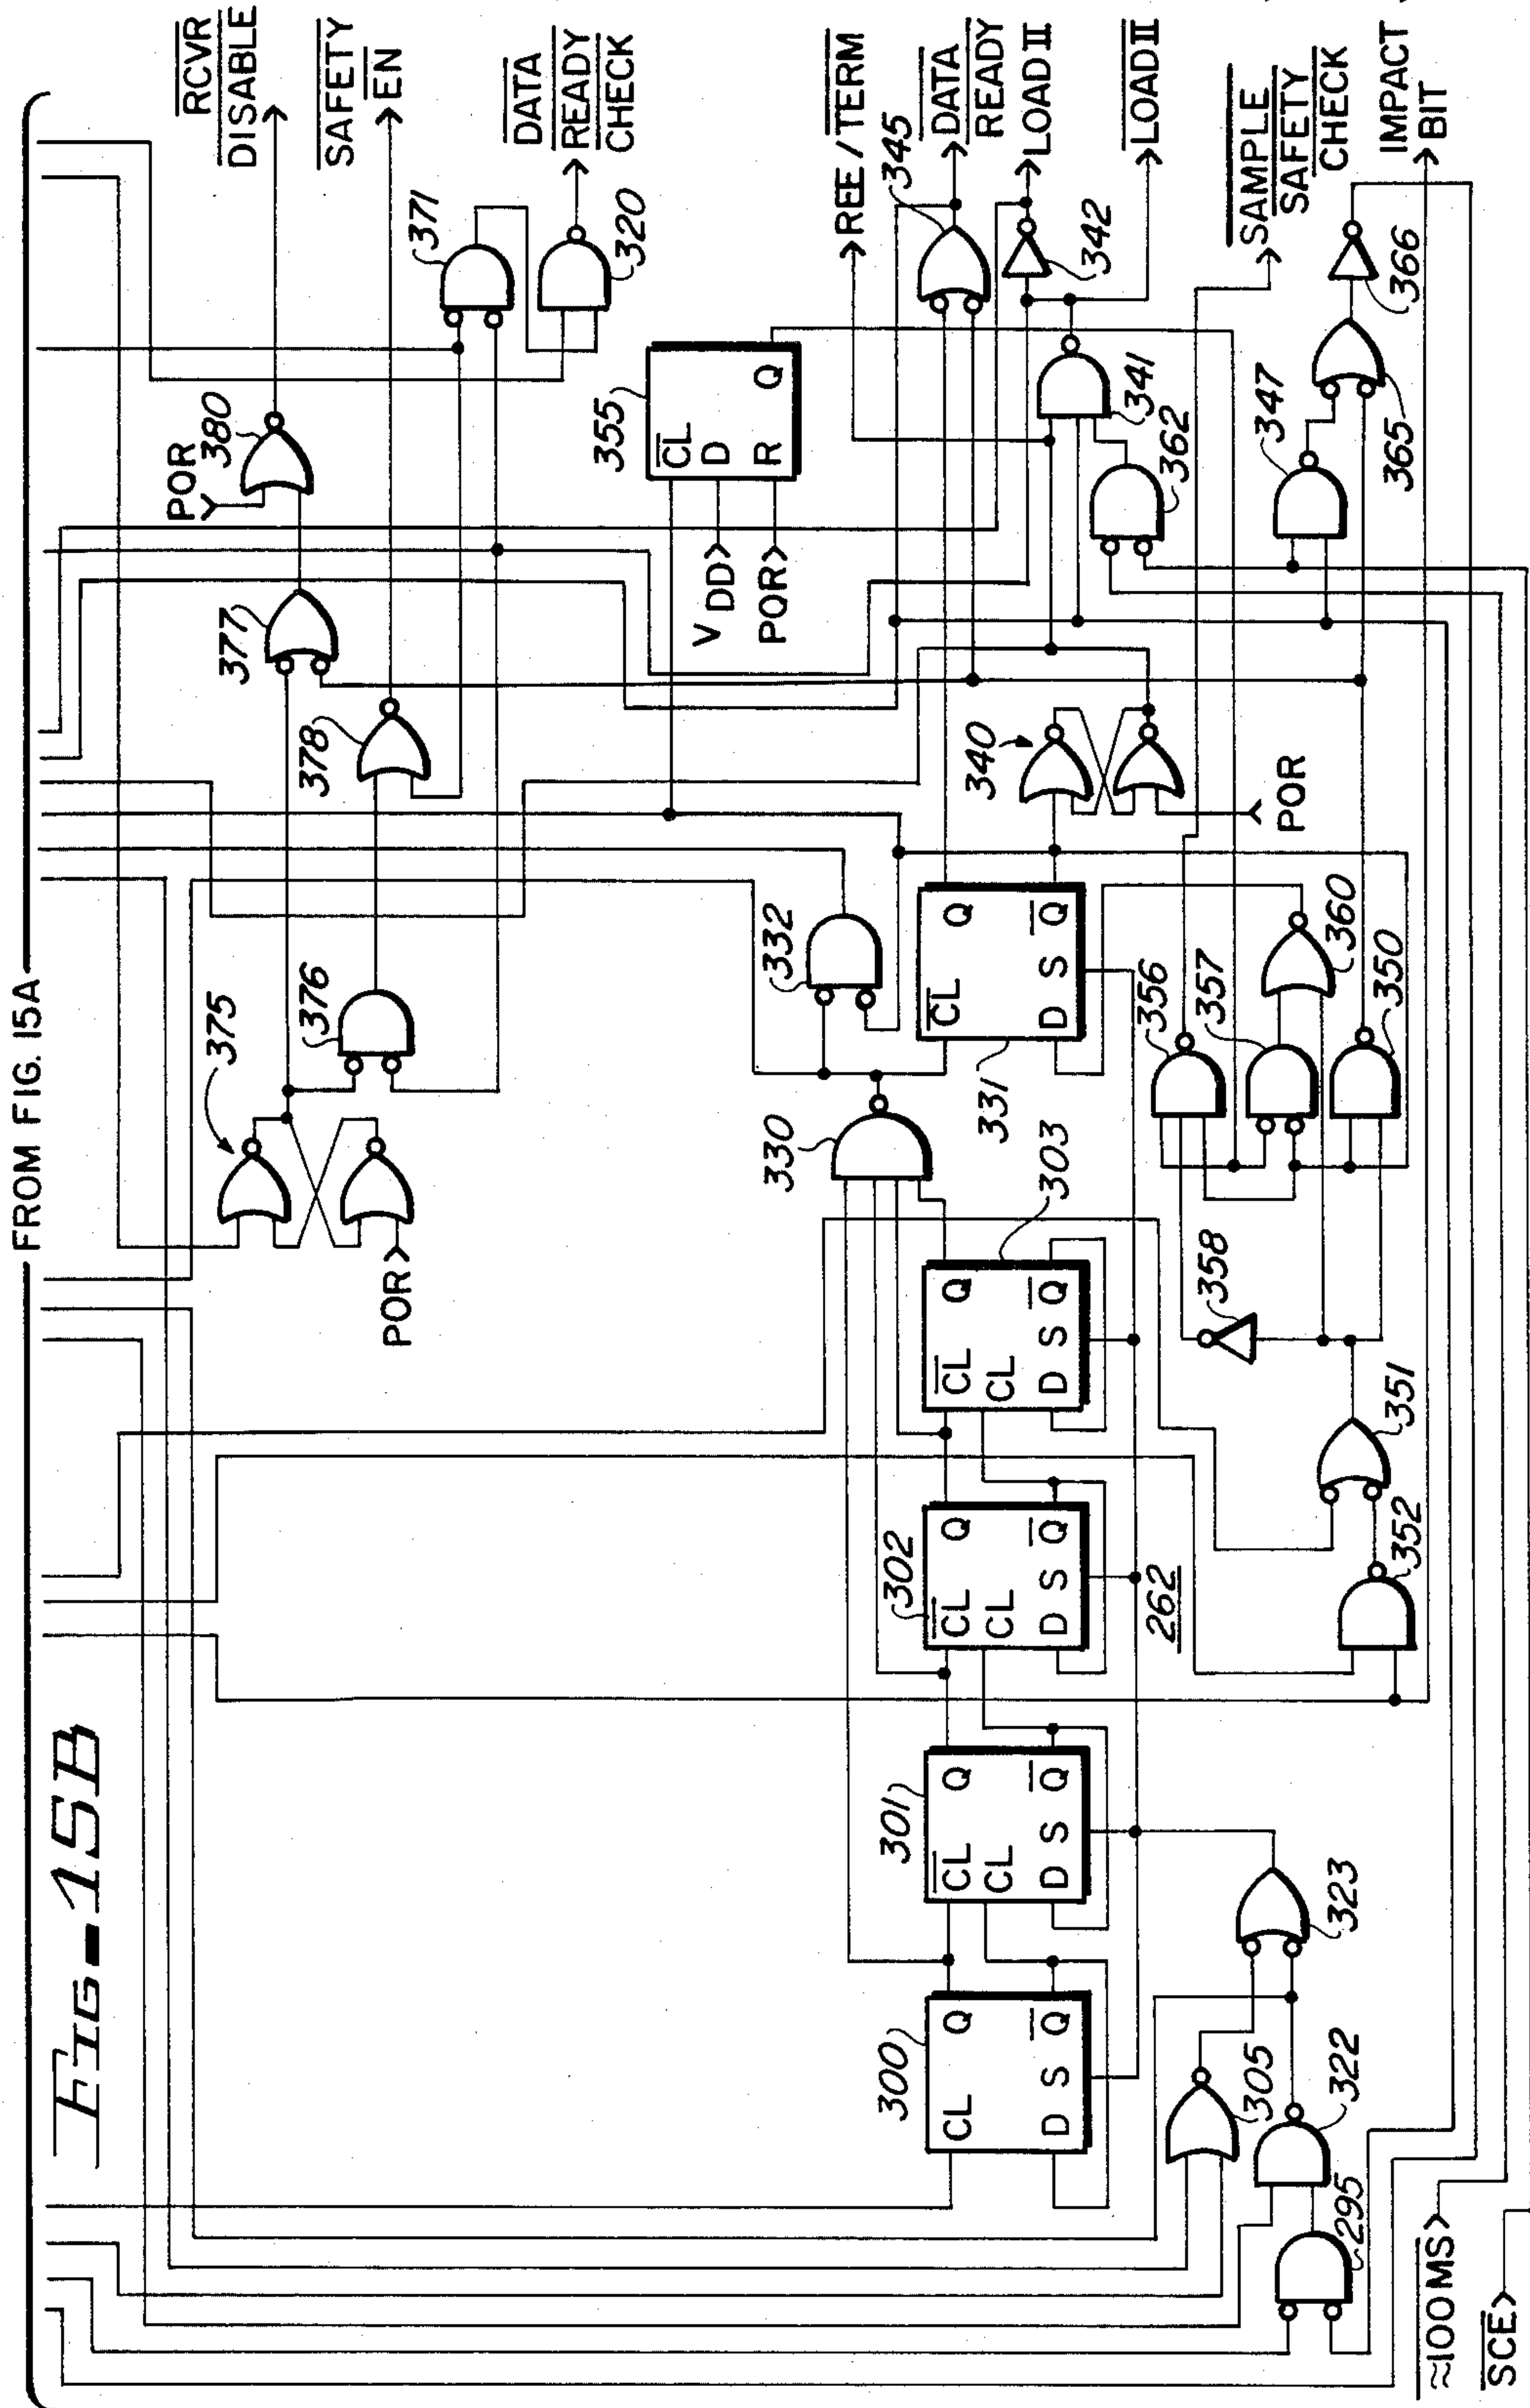 FROM FIG. 15A
Fig-15B
RCVR
DISABLE
SAFETY
EN
DATA
READY
CHECK
371
320
POR
380
377
378
375
376
POR
355
CL
D
R
Q
VDD
POR
REE/TERM
345
DATA
READY
LOAD II
342
LOAD II
341
362
340
POR
332
330
331
CL
Q
D
S
Q
303
CL
Q
CL
D
S
Q
302
CL
Q
CL
D
S
Q
262
301
CL
Q
CL
D
S
Q
300
CL
Q
D
S
Q
SAMPLE
SAFETY
CHECK
IMPACT
BIT
366
365
347
360
356
357
350
358
351
352
323
305
322
295
≈100MS
SCE